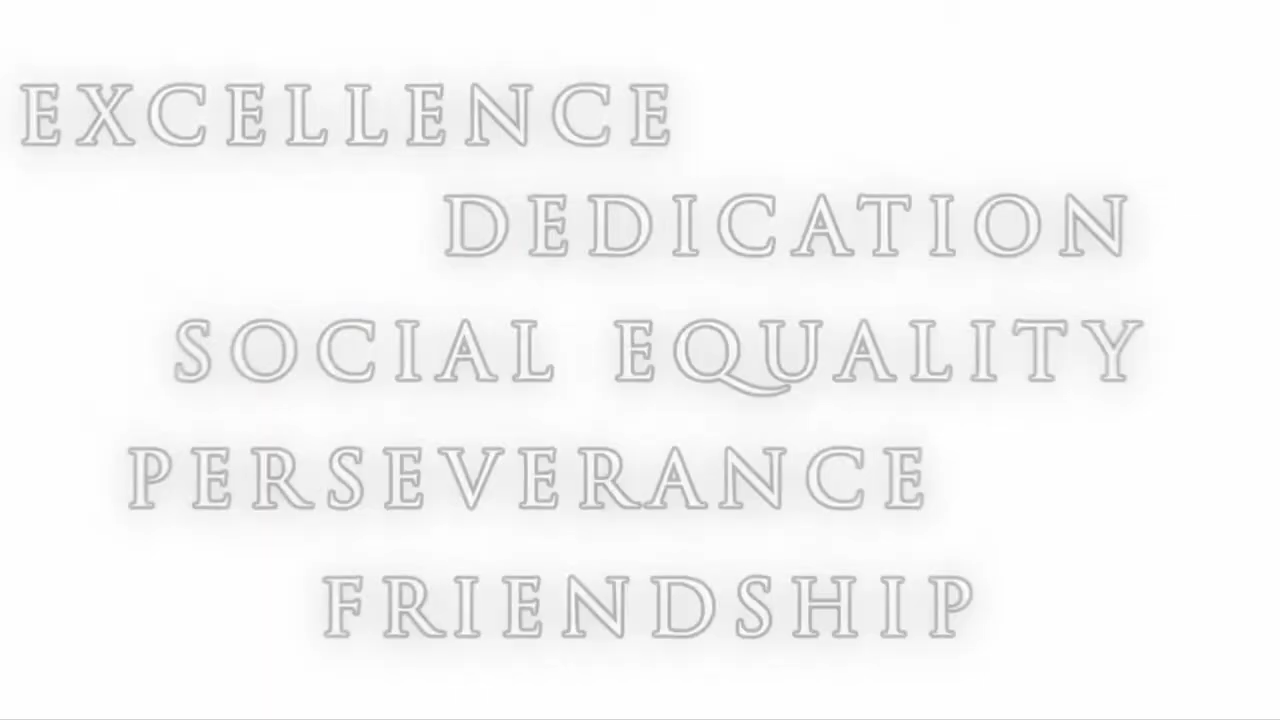 EXCELLENCE
DEDICATION
SOCIAL EQUALITY
PERSEVERANCE
FRIENDSHIP